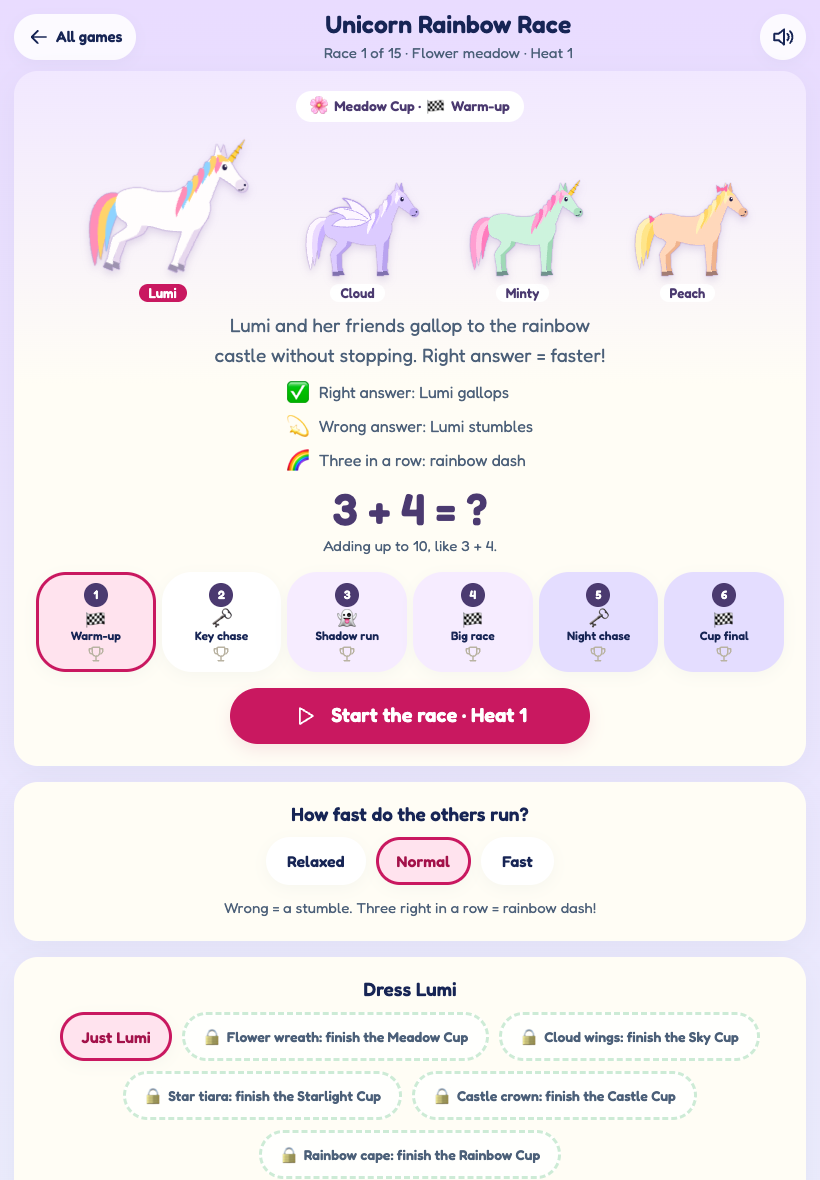 All games
Unicorn Rainbow Race
Race 1 of 15 · Flower meadow · Heat 1
🌸 Meadow Cup · 🏁 Warm-up
Lumi
Cloud
Minty
Peach
Lumi and her friends gallop to the rainbow
castle without stopping. Right answer = faster!
✅ Right answer: Lumi gallops
💫 Wrong answer: Lumi stumbles
🌈 Three in a row: rainbow dash
3 + 4 = ?
Adding up to 10, like 3 + 4.
1
Warm-up
2
Key chase
3
Shadow run
4
Big race
5
Night chase
6
Cup final
Start the race · Heat 1
How fast do the others run?
Relaxed
Normal
Fast
Wrong = a stumble. Three right in a row = rainbow dash!
Dress Lumi
Just Lumi
🔒 Flower wreath: finish the Meadow Cup
🔒 Cloud wings: finish the Sky Cup
🔒 Star tiara: finish the Starlight Cup
🔒 Castle crown: finish the Castle Cup
🔒 Rainbow cape: finish the Rainbow Cup